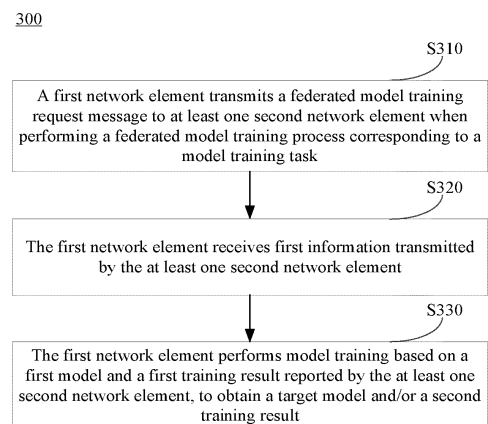 300
S310
A first network element transmits a federated model training
request message to at least one second network element when
performing a federated model training process corresponding to a
model training task
S320
The first network element receives first information transmitted
by the at least one second network element
S330
The first network element performs model training based on a
first model and a first training result reported by the at least one
second network element, to obtain a target model and/or a second
training result